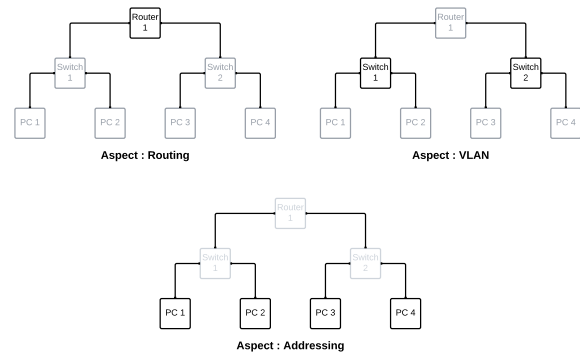 Router
1
Switch
1
Switch
2
PC 1
PC 2
PC 3
PC 4
Aspect : Routing
Router
1
Switch
1
Switch
2
PC 1
PC 2
PC 3
PC 4
Aspect : VLAN
Router
1
Switch
1
Switch
2
PC 1
PC 2
PC 3
PC 4
Aspect : Addressing